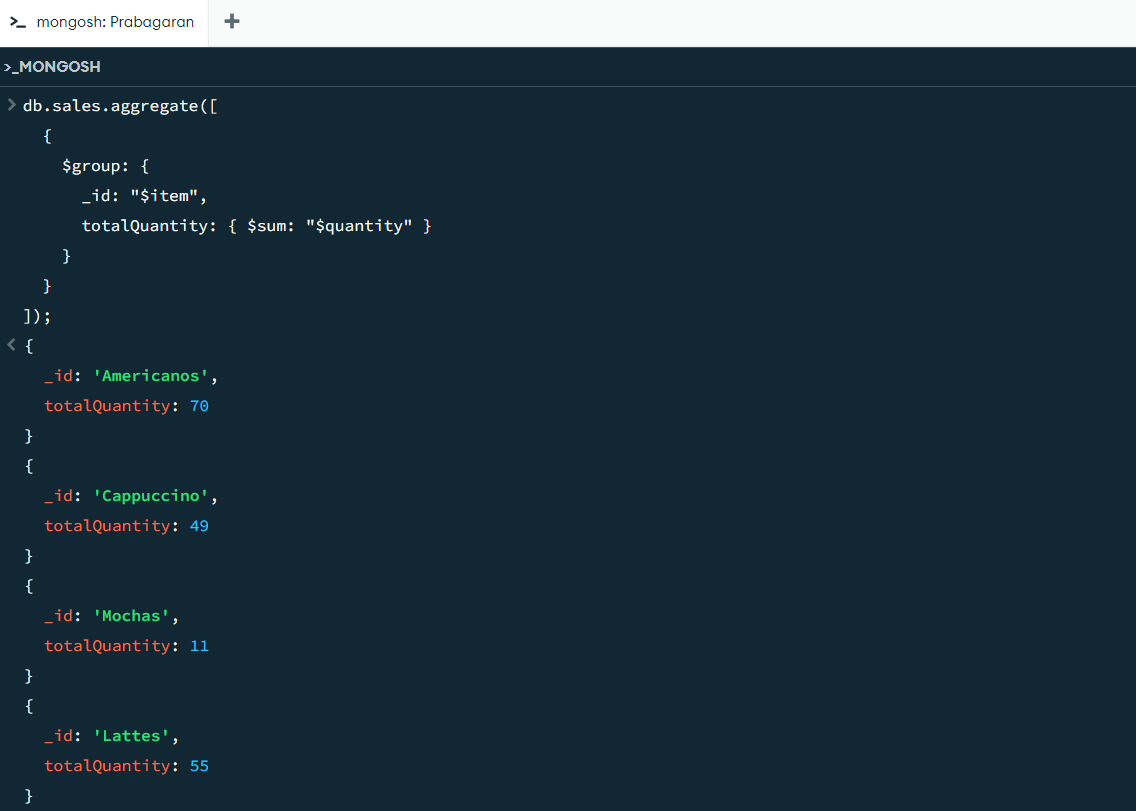 >_ mongosh: Prabagaran +
>_MONGOSH
> db.sales.aggregate([
{
$group: {
_id: "$item",
totalQuantity: { $sum: "$quantity" }
}
}
]);
< {
_id: 'Americanos',
totalQuantity: 70
}
{
_id: 'Cappuccino',
totalQuantity: 49
}
{
_id: 'Mochas',
totalQuantity: 11
}
{
_id: 'Lattes',
totalQuantity: 55
}